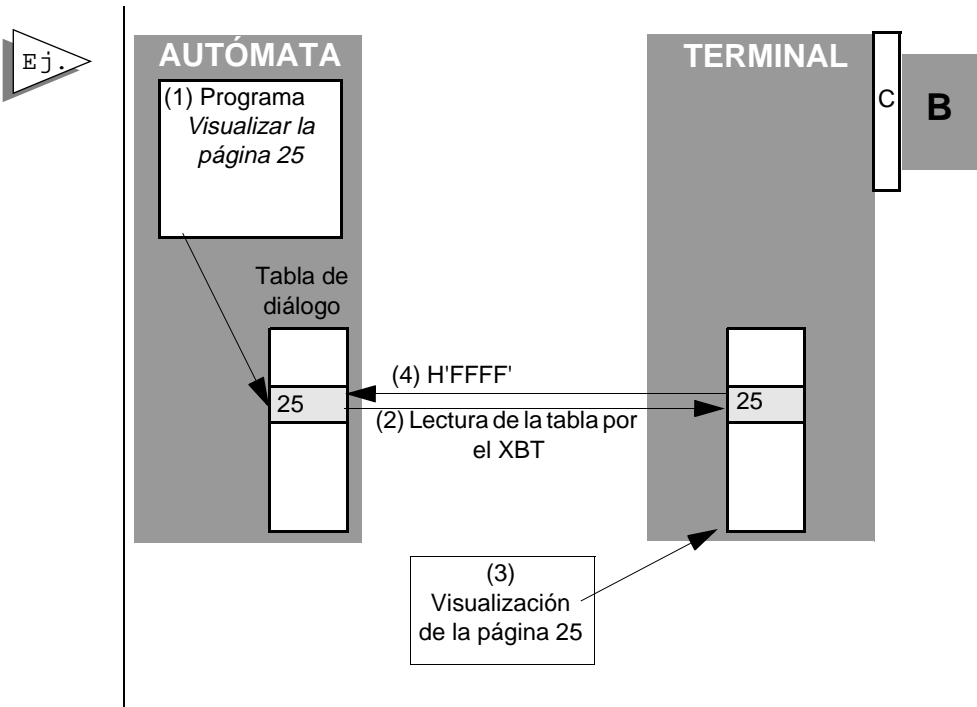 Ej.
AUTÓMATA
TERMINAL
C
B
(1) Programa
Visualizar la
página 25
Tabla de
diálogo
(4) H'FFFF'
25
25
(2) Lectura de la tabla por
el XBT
(3)
Visualización
de la página 25